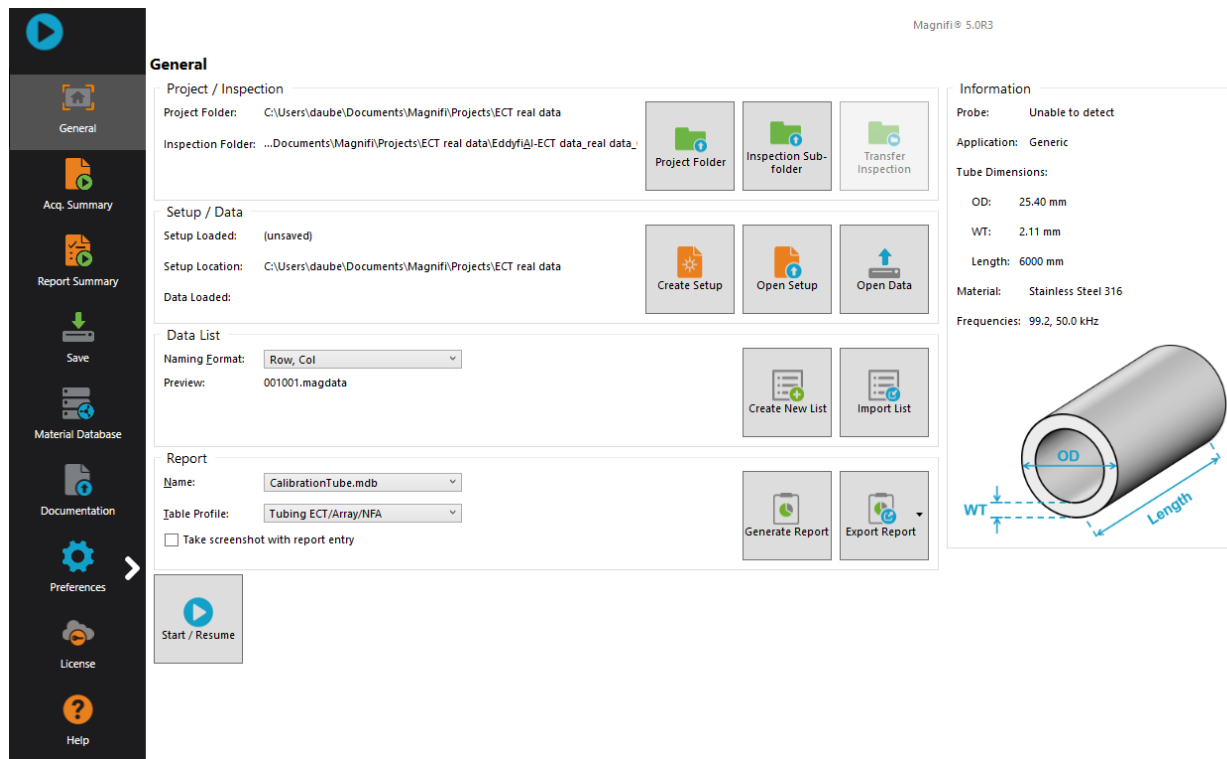 Magnifi® 5.0R3
General
Acq. Summary
Report Summary
Save
Material Database
Documentation
Preferences
License
Help
General
Project / Inspection
Project Folder: C:\Users\daube\Documents\Magnifi\Projects\ECT real data
Inspection Folder: ...Documents\Magnifi\Projects\ECT real data\EddyfiAI-ECT data_real data_
Project Folder
Inspection Sub-
folder
Transfer
Inspection
Setup / Data
Setup Loaded: (unsaved)
Setup Location: C:\Users\daube\Documents\Magnifi\Projects\ECT real data
Data Loaded:
Create Setup
Open Setup
Open Data
Data List
Naming Format: Row, Col
Preview: 001001.magdata
Create New List
Import List
Report
Name: CalibrationTube.mdb
Table Profile: Tubing ECT/Array/NFA
Take screenshot with report entry
Generate Report
Export Report
Start / Resume
Information
Probe: Unable to detect
Application: Generic
Tube Dimensions:
OD: 25.40 mm
WT: 2.11 mm
Length: 6000 mm
Material: Stainless Steel 316
Frequencies: 99.2, 50.0 kHz
OD
WT
Length